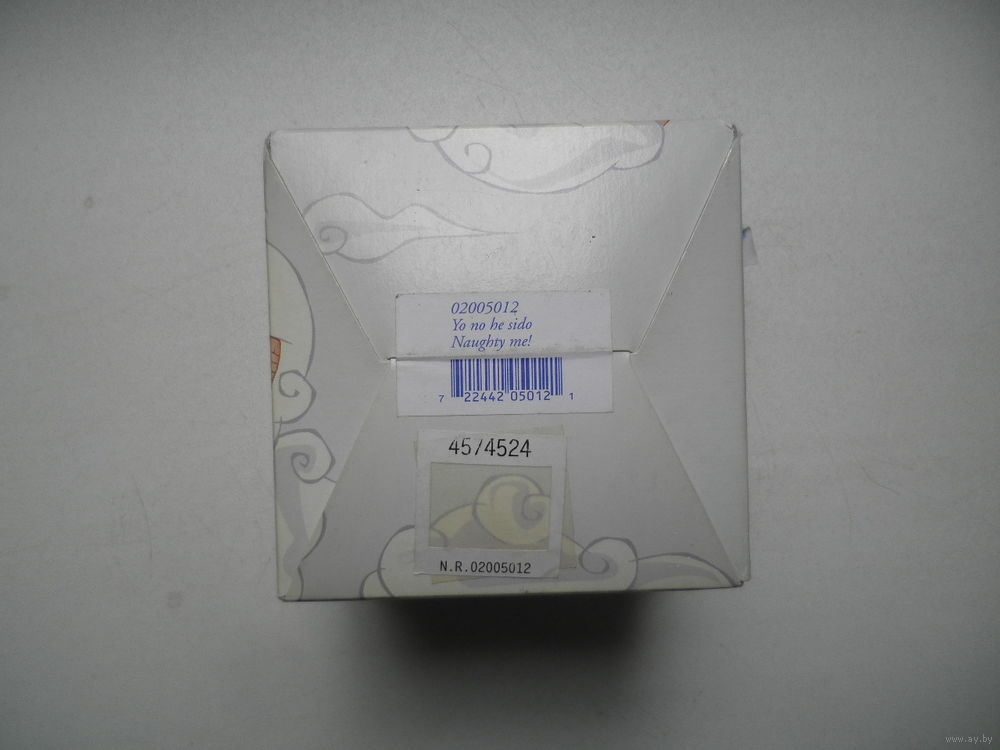 02005012
Yo no he sido
Naughty me!
7 22442 05012 1
45/4524
N.R.02005012
www.ay.by